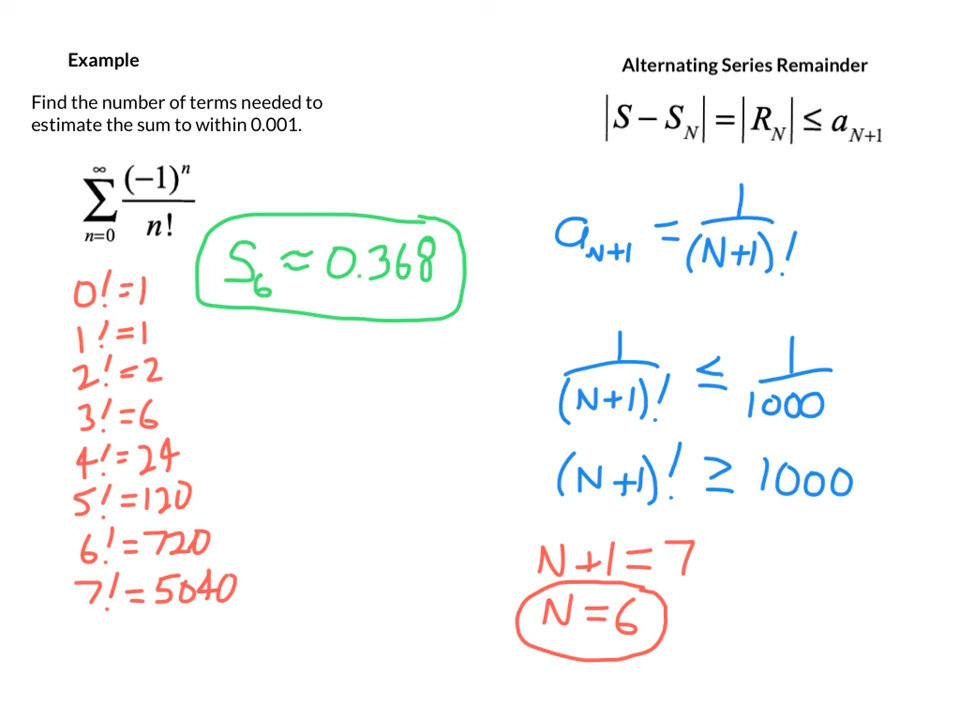 Example
Find the number of terms needed to
estimate the sum to within 0.001.
∞
∑ (-1)^n / n!
n=0
S_6 ≈ 0.368
0! = 1
1! = 1
2! = 2
3! = 6
4! = 24
5! = 120
6! = 720
7! = 5040
Alternating Series Remainder
|S − S_N| = |R_N| ≤ a_{N+1}
a_{N+1} = 1/(N+1)!
1/(N+1)! ≤ 1/1000
(N+1)! ≥ 1000
N+1 = 7
N = 6